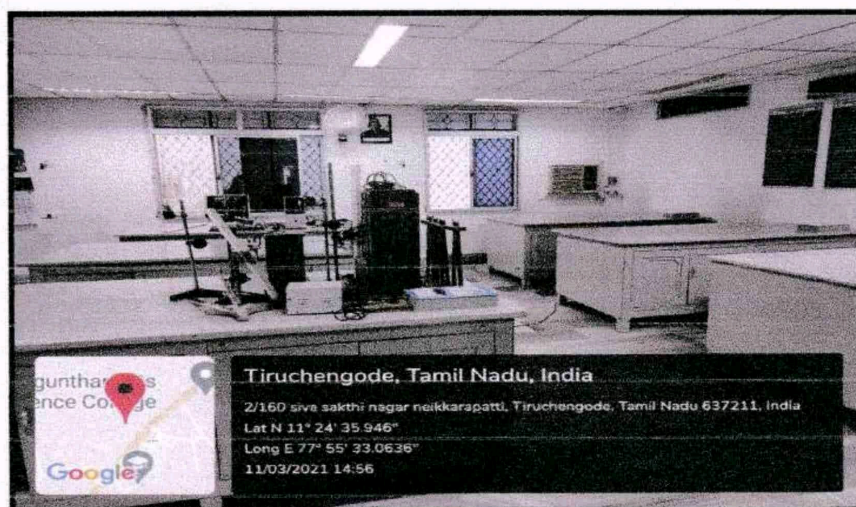 Tiruchengode, Tamil Nadu, India
2/160 siva sakthi nagar neikkarapatti, Tiruchengode, Tamil Nadu 637211, India
Lat N 11° 24' 35.946"
Long E 77° 55' 33.0636"
11/03/2021 14:56
Google